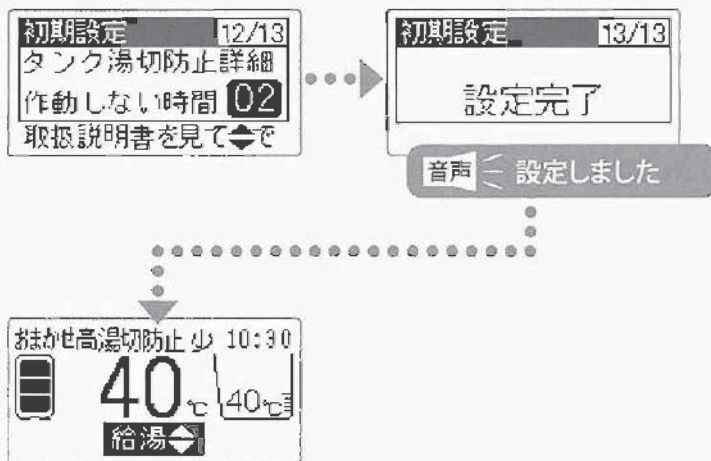 初期設定 12/13
タンク湯切防止詳細
作動しない時間 02
取扱説明書を見て◆で
初期設定 13/13
設定完了
音声 設定しました
おまかせ高湯切防止少 10:30
40℃ 40℃
給湯◆